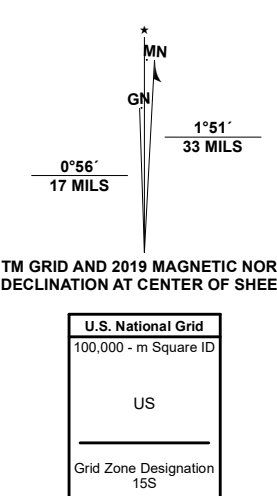 MN
GN
1°51´
33 MILS
0°56´
17 MILS
TM GRID AND 2019 MAGNETIC NOR
DECLINATION AT CENTER OF SHEE
U.S. National Grid
100,000 - m Square ID
US
Grid Zone Designation
15S